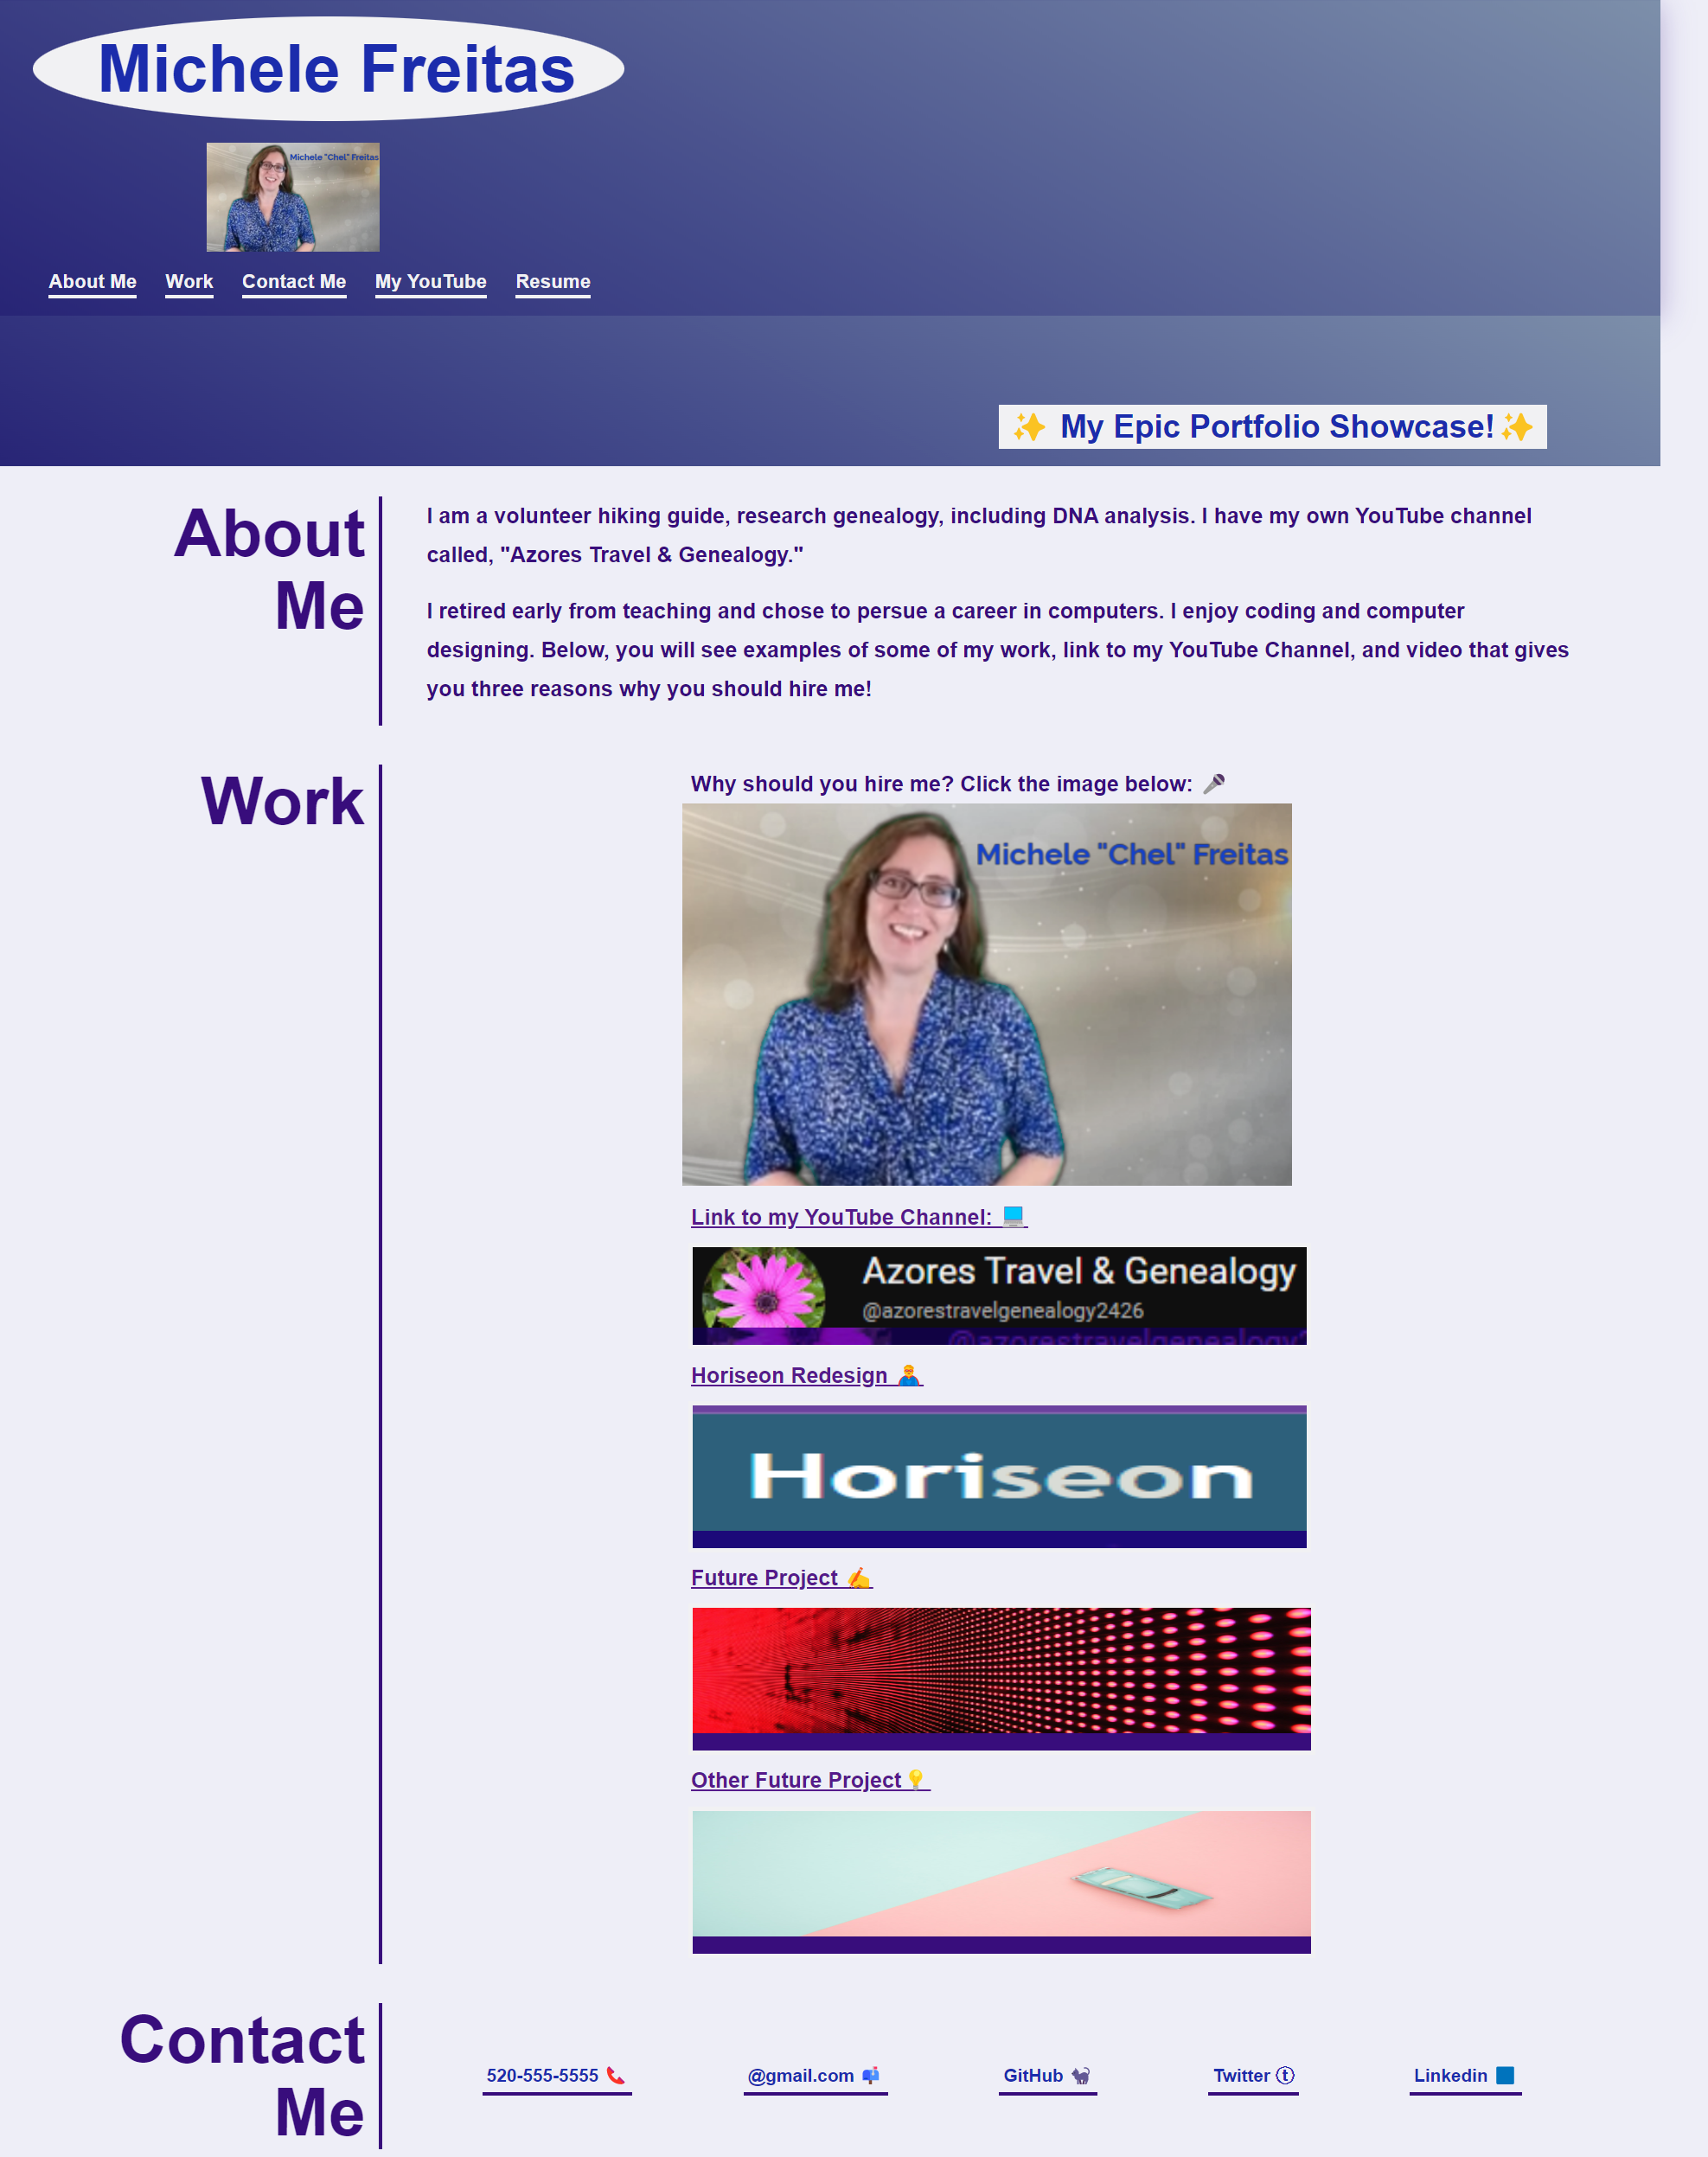 Michele Freitas
Michele "Chel" Freitas
About Me Work Contact Me My YouTube Resume
✨ My Epic Portfolio Showcase!✨
About
Me
I am a volunteer hiking guide, research genealogy, including DNA analysis. I have my own YouTube channel
called, "Azores Travel & Genealogy."
I retired early from teaching and chose to persue a career in computers. I enjoy coding and computer
designing. Below, you will see examples of some of my work, link to my YouTube Channel, and video that gives
you three reasons why you should hire me!
Work
Why should you hire me? Click the image below: 🎤
Michele "Chel" Freitas
Link to my YouTube Channel: 💻
Azores Travel & Genealogy
@azorestravelgenealogy2426
@azorestravelgenealogy2
Horiseon Redesign
Horiseon
Future Project ✍
Other Future Project💡
Contact
Me
520-555-5555 📞 @gmail.com 📬 GitHub 🐈‍⬛ Twitter ⓣ Linkedin 🟦